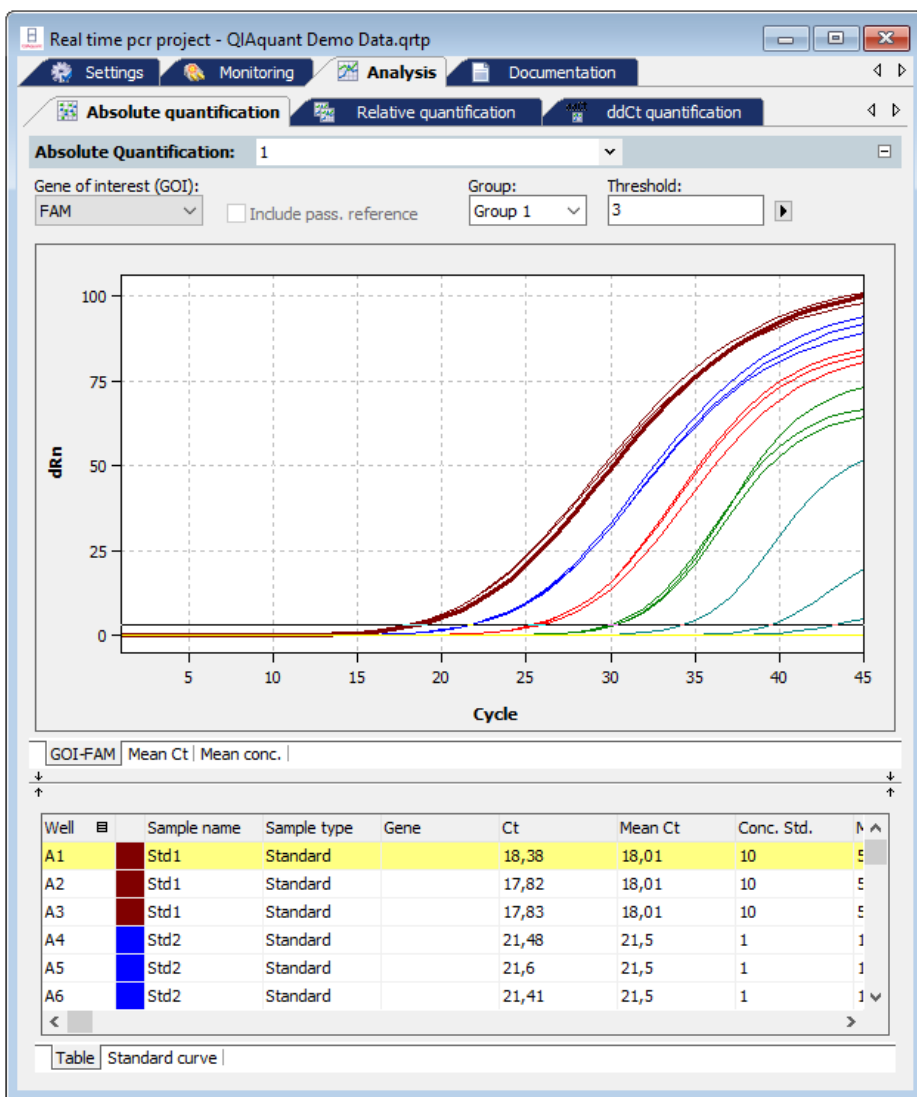 Real time pcr project - QIAquant Demo Data.qrtp
Settings Monitoring Analysis Documentation
Absolute quantification Relative quantification ddCt quantification
Absolute Quantification: 1
Gene of interest (GOI): Group: Threshold:
FAM Include pass. reference Group 1 3
100
75
50
25
0
dRn
5 10 15 20 25 30 35 40 45
Cycle
GOI-FAM Mean Ct Mean conc.
Well Sample name Sample type Gene Ct Mean Ct Conc. Std.
A1 Std1 Standard 18,38 18,01 10 5
A2 Std1 Standard 17,82 18,01 10 5
A3 Std1 Standard 17,83 18,01 10 5
A4 Std2 Standard 21,48 21,5 1 1
A5 Std2 Standard 21,6 21,5 1 1
A6 Std2 Standard 21,41 21,5 1 1
Table Standard curve